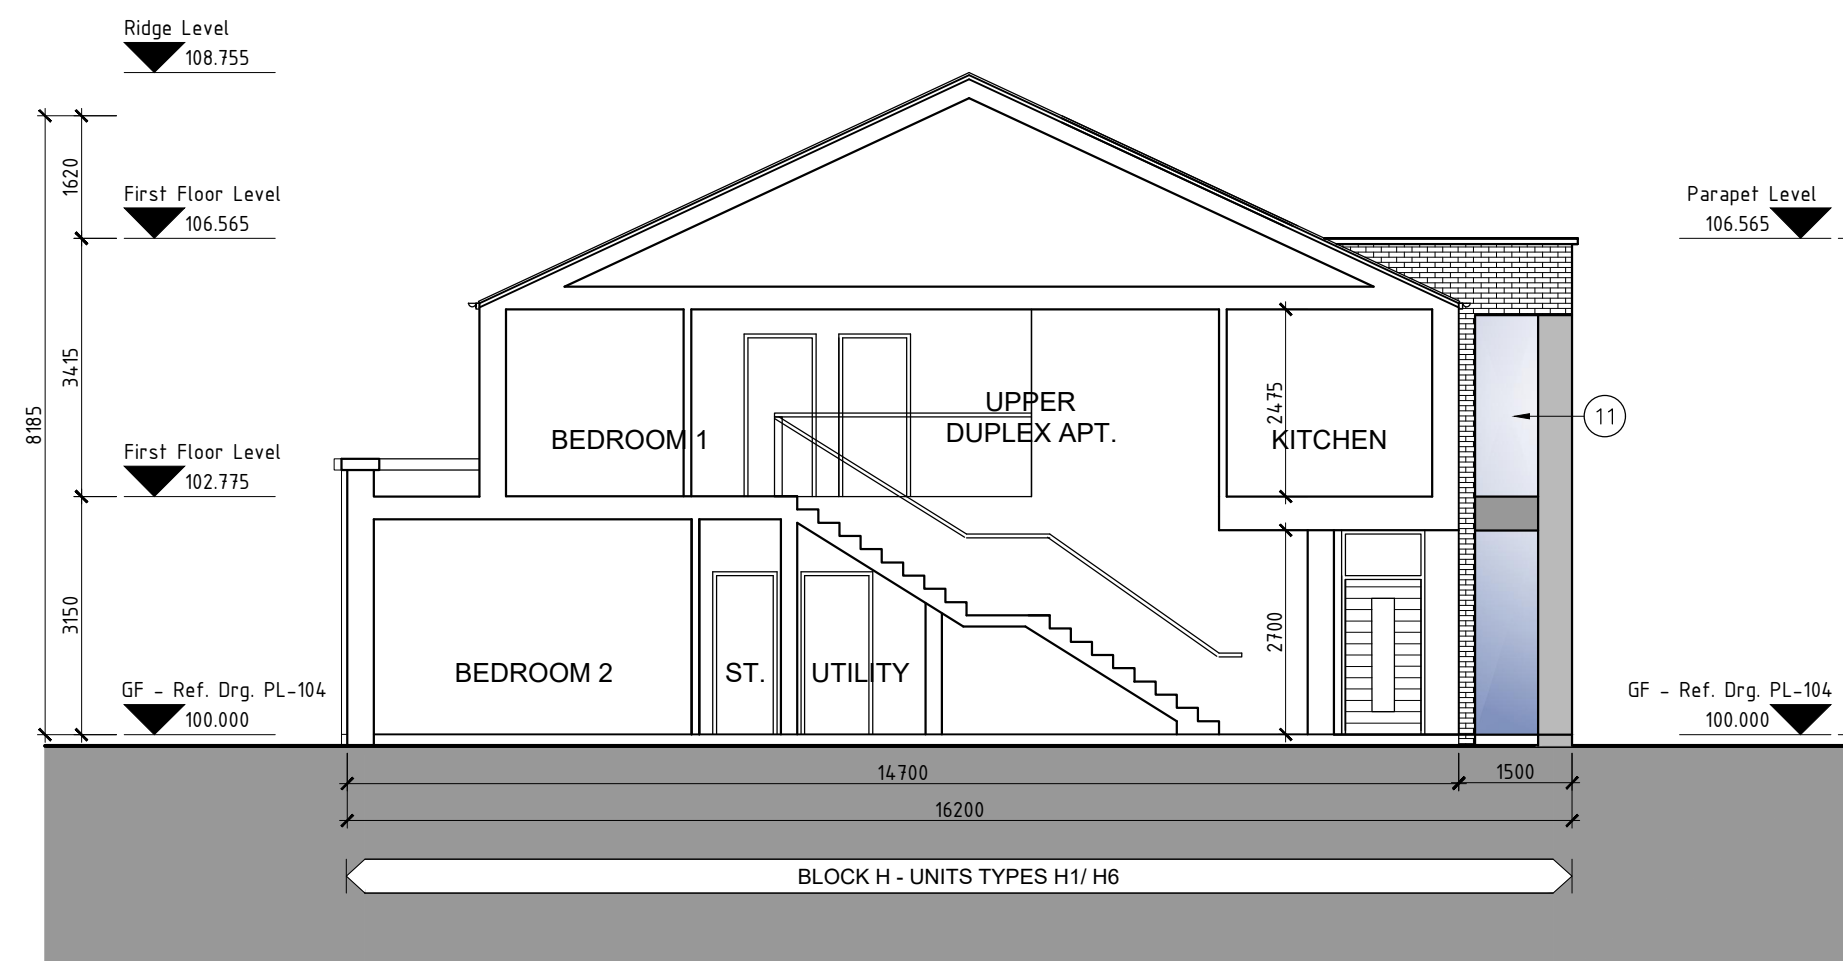 Ridge Level
108.755
1620
First Floor Level
106.565
Parapet Level
106.565
3415
8185
2475
UPPER
DUPLEX APT.
11
BEDROOM 1
KITCHEN
First Floor Level
102.775
3150
2700
BEDROOM 2
ST.
UTILITY
GF - Ref. Drg. PL-104
100.000
GF - Ref. Drg. PL-104
100.000
14700
1500
16200
BLOCK H - UNITS TYPES H1/ H6